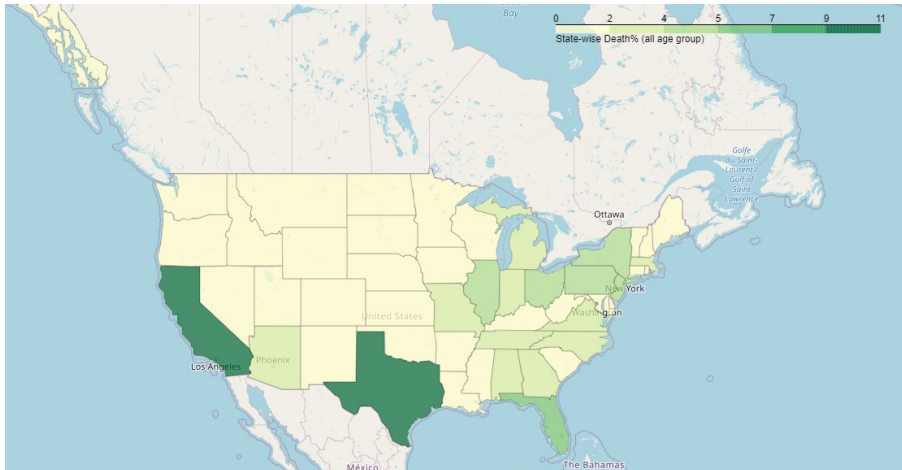 Bay
0 2 4 5 7 9 11
State-wise Death% (all age group)
Golfe
du Saint-
Laurent /
Gulf of
Saint
Lawrence
Ottawa
New York
United States
Washington
Phoenix
Los Angeles
México
The Bahamas